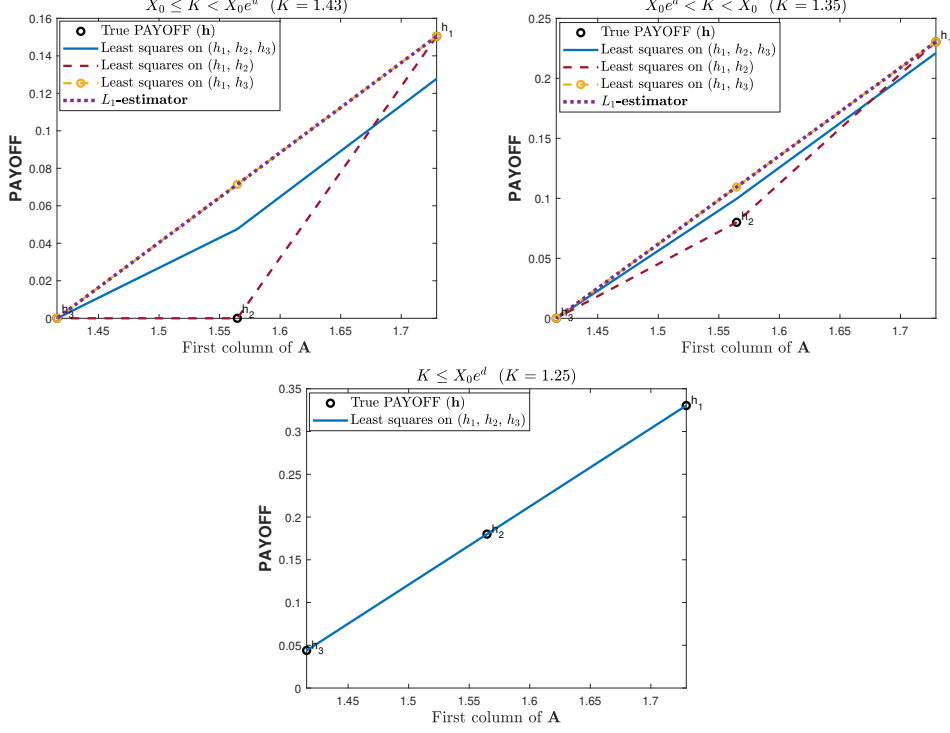 X₀ ≤ K < X₀eᵘ (K = 1.43)
0.16
0.14
0.12
0.1
0.08
0.06
0.04
0.02
0
PAYOFF
True PAYOFF (h)
Least squares on (h₁, h₂, h₃)
Least squares on (h₁, h₂)
Least squares on (h₁, h₃)
L₁-estimator
h₁
h₂
h₃
1.45 1.5 1.55 1.6 1.65 1.7
First column of A
X₀eᵈ < K < X₀ (K = 1.35)
0.25
0.2
0.15
0.1
0.05
0
PAYOFF
True PAYOFF (h)
Least squares on (h₁, h₂, h₃)
Least squares on (h₁, h₂)
Least squares on (h₁, h₃)
L₁-estimator
h₁
h₂
h₃
1.45 1.5 1.55 1.6 1.65 1.7
First column of A
K ≤ X₀eᵈ (K = 1.25)
0.35
0.3
0.25
0.2
0.15
0.1
0.05
0
PAYOFF
True PAYOFF (h)
Least squares on (h₁, h₂, h₃)
h₁
h₂
h₃
1.45 1.5 1.55 1.6 1.65 1.7
First column of A